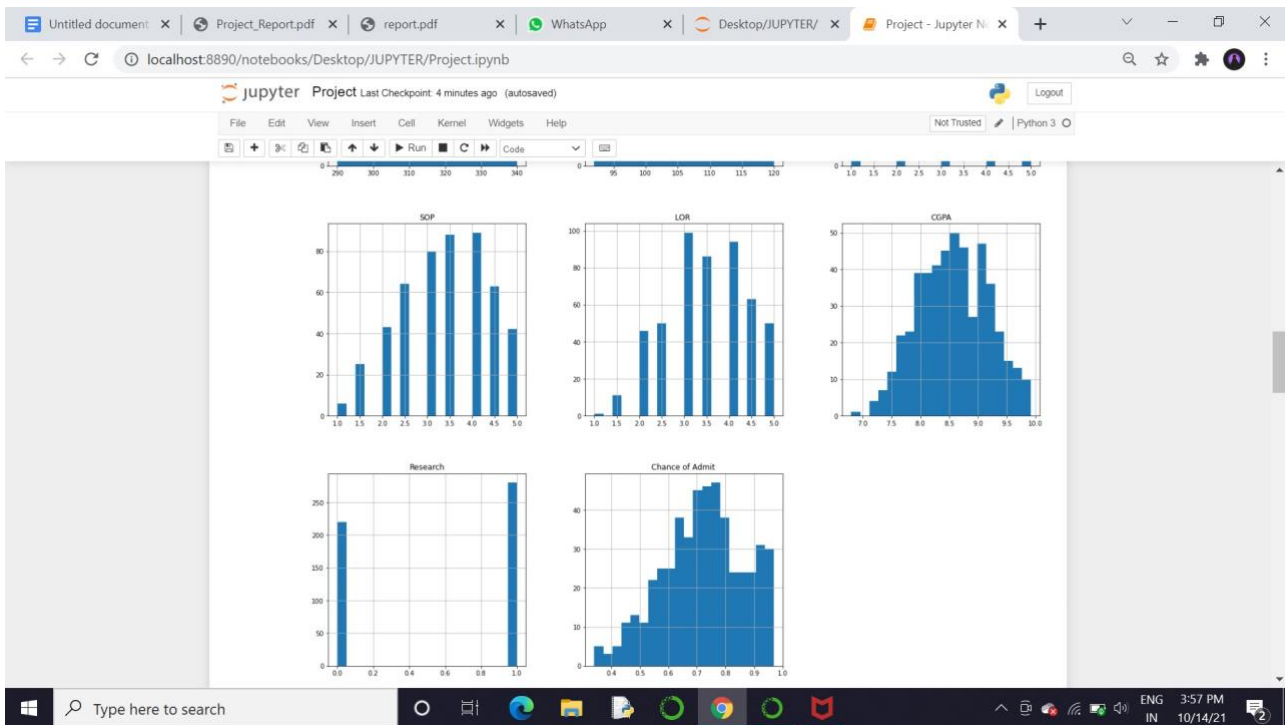 Untitled document
Project_Report.pdf
report.pdf
WhatsApp
Desktop/JUPYTER/
Project - Jupyter No
localhost:8890/notebooks/Desktop/JUPYTER/Project.ipynb
jupyter Project Last Checkpoint: 4 minutes ago (autosaved)
Logout
File Edit View Insert Cell Kernel Widgets Help
Not Trusted Python 3
Run Code
0 290 300 310 320 330 340
0 95 100 105 110 115 120
0 1.0 1.5 2.0 2.5 3.0 3.5 4.0 4.5 5.0
SOP
80
60
40
20
0
1.0 1.5 2.0 2.5 3.0 3.5 4.0 4.5 5.0
LOR
100
80
60
40
20
0
1.0 1.5 2.0 2.5 3.0 3.5 4.0 4.5 5.0
CGPA
50
40
30
20
10
0
7.0 7.5 8.0 8.5 9.0 9.5 10.0
Research
250
200
150
100
50
0
0.0 0.2 0.4 0.6 0.8 1.0
Chance of Admit
40
30
20
10
0
0.4 0.5 0.6 0.7 0.8 0.9 1.0
Type here to search
ENG
IN
3:57 PM
10/14/21
2